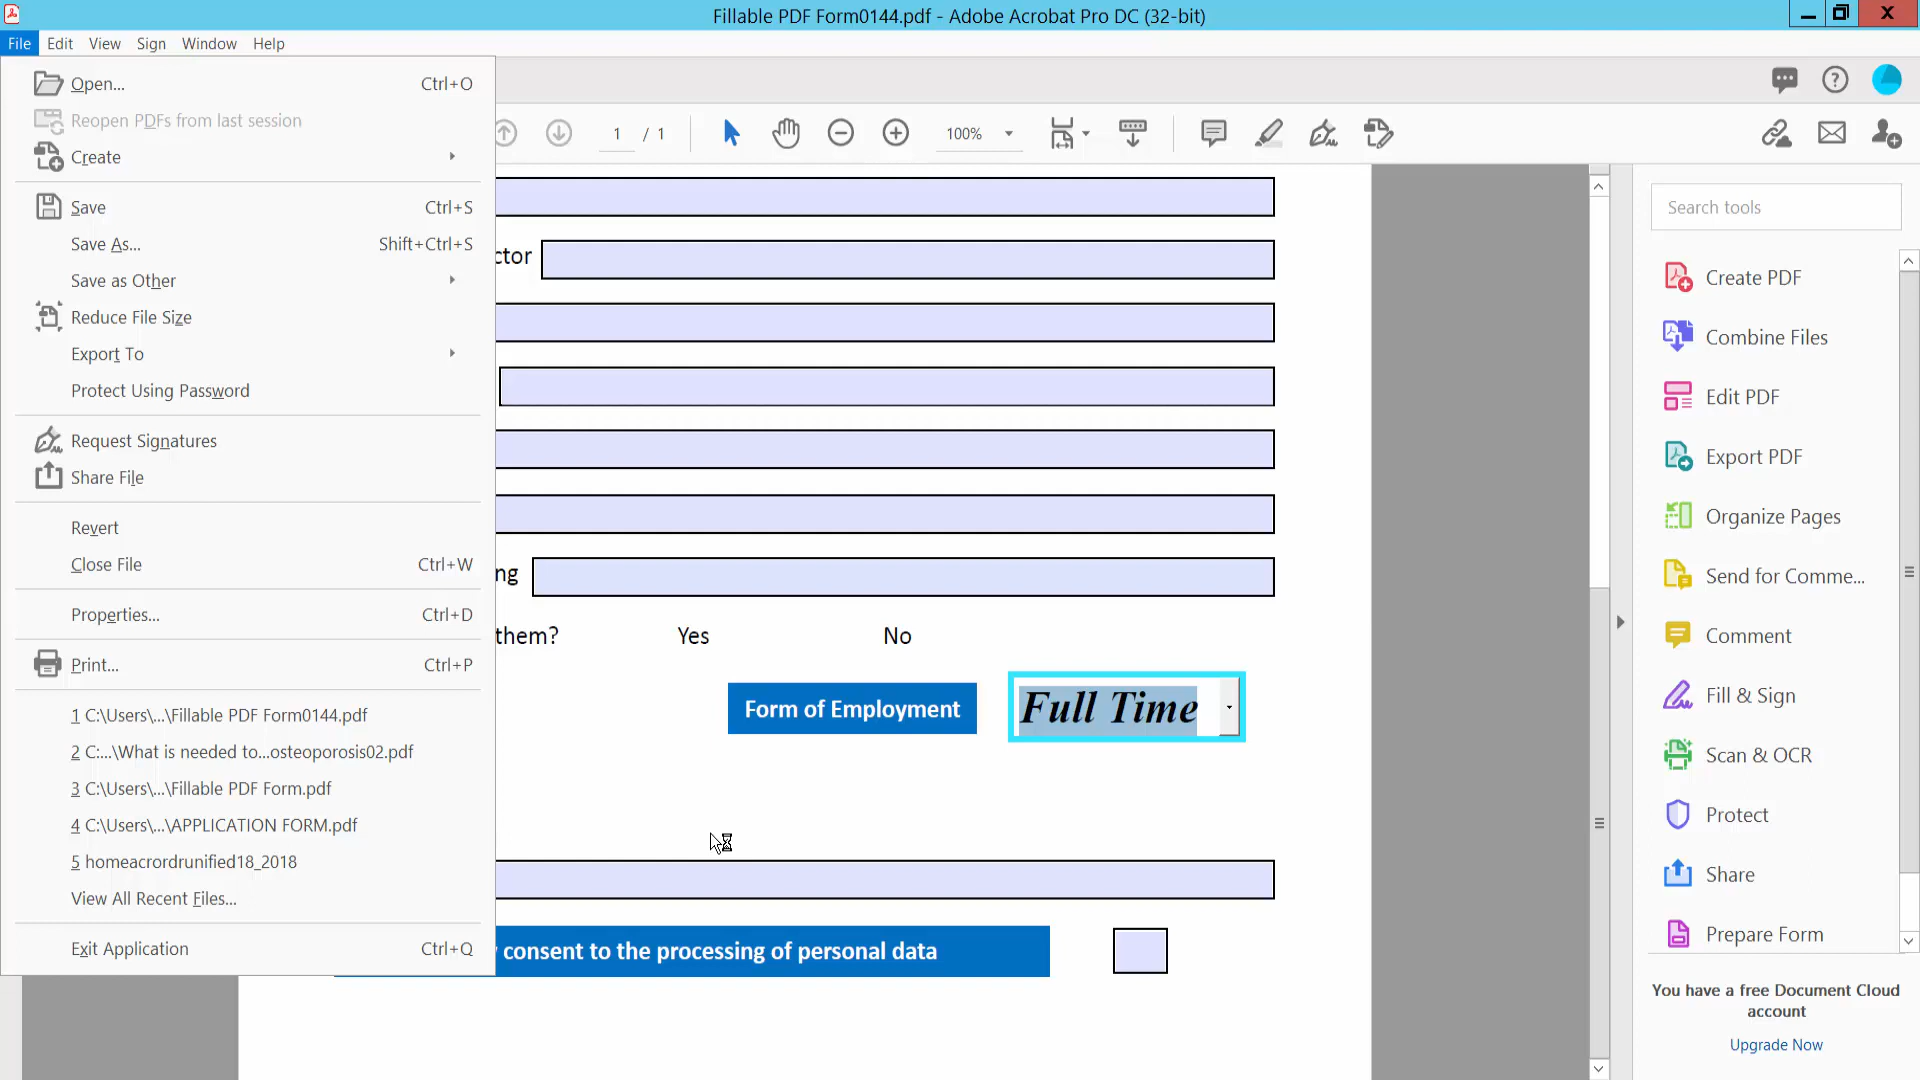 Fillable PDF Form0144.pdf - Adobe Acrobat Pro DC (32-bit)
File Edit View Sign Window Help
Open... Ctrl+O
Reopen PDFs from last session
Create
Save Ctrl+S
Save As... Shift+Ctrl+S
Save as Other
Reduce File Size
Export To
Protect Using Password
Request Signatures
Share File
Revert
Close File Ctrl+W
Properties... Ctrl+D
Print... Ctrl+P
1 C:\Users\...\Fillable PDF Form0144.pdf
2 C:...\What is needed to...osteoporosis02.pdf
3 C:\Users\...\Fillable PDF Form.pdf
4 C:\Users\...\APPLICATION FORM.pdf
5 homeacrordrunified18_2018
View All Recent Files...
Exit Application Ctrl+Q
1 / 1
100%
ctor
ng
them? Yes No
Form of Employment Full Time
consent to the processing of personal data
Search tools
Create PDF
Combine Files
Edit PDF
Export PDF
Organize Pages
Send for Comme...
Comment
Fill & Sign
Scan & OCR
Protect
Share
Prepare Form
You have a free Document Cloud
account
Upgrade Now